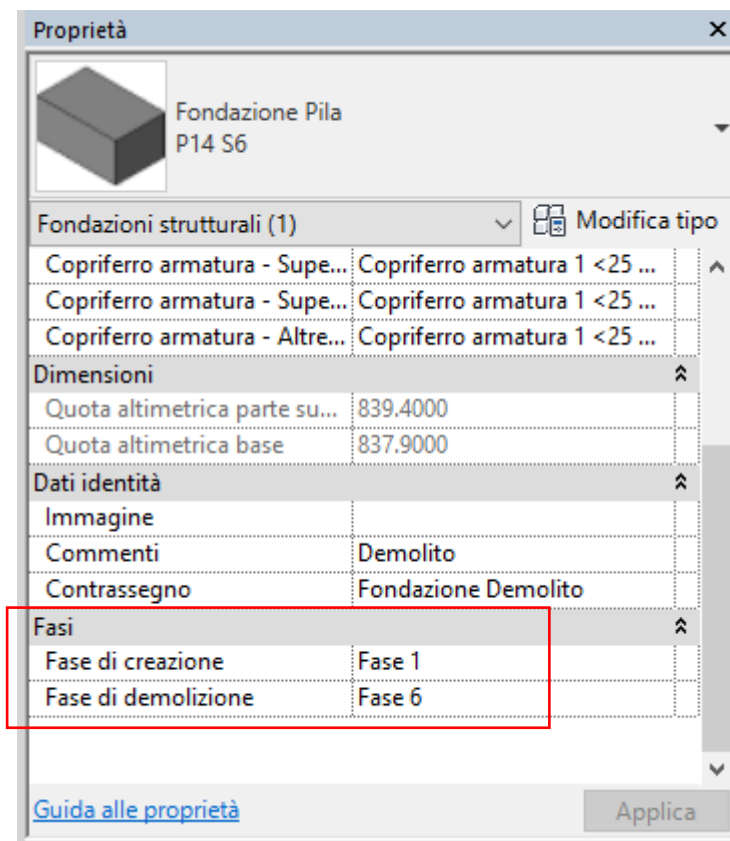 Proprietà
Fondazione Pila
P14 S6
Fondazioni strutturali (1) Modifica tipo
Copriferro armatura - Supe... Copriferro armatura 1 <25 ...
Copriferro armatura - Supe... Copriferro armatura 1 <25 ...
Copriferro armatura - Altre... Copriferro armatura 1 <25 ...
Dimensioni
Quota altimetrica parte su... 839.4000
Quota altimetrica base 837.9000
Dati identità
Immagine
Commenti Demolito
Contrassegno Fondazione Demolito
Fasi
Fase di creazione Fase 1
Fase di demolizione Fase 6
Guida alle proprietà Applica